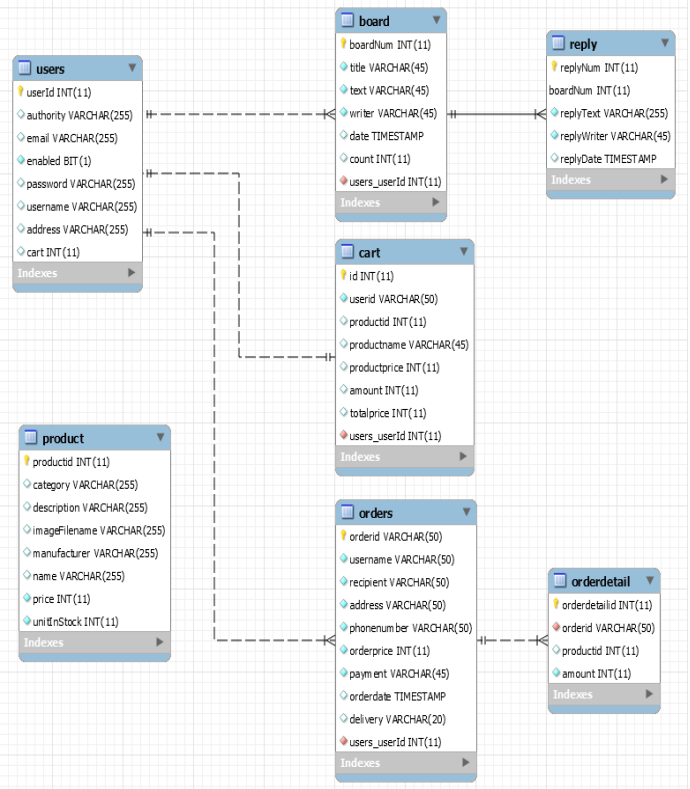 users
userId INT(11)
authority VARCHAR(255)
email VARCHAR(255)
enabled BIT(1)
password VARCHAR(255)
username VARCHAR(255)
address VARCHAR(255)
cart INT(11)
Indexes
board
boardNum INT(11)
title VARCHAR(45)
text VARCHAR(45)
writer VARCHAR(45)
date TIMESTAMP
count INT(11)
users_userId INT(11)
Indexes
reply
replyNum INT(11)
boardNum INT(11)
replyText VARCHAR(255)
replyWriter VARCHAR(45)
replyDate TIMESTAMP
Indexes
cart
id INT(11)
userid VARCHAR(50)
productid INT(11)
productname VARCHAR(45)
productprice INT(11)
amount INT(11)
totalprice INT(11)
users_userId INT(11)
Indexes
product
productid INT(11)
category VARCHAR(255)
description VARCHAR(255)
imageFilename VARCHAR(255)
manufacturer VARCHAR(255)
name VARCHAR(255)
price INT(11)
unitInStock INT(11)
Indexes
orders
orderid VARCHAR(50)
username VARCHAR(50)
recipient VARCHAR(50)
address VARCHAR(50)
phonenumber VARCHAR(50)
orderprice INT(11)
payment VARCHAR(45)
orderdate TIMESTAMP
delivery VARCHAR(20)
users_userId INT(11)
Indexes
orderdetail
orderdetailid INT(11)
orderid VARCHAR(50)
productid INT(11)
amount INT(11)
Indexes